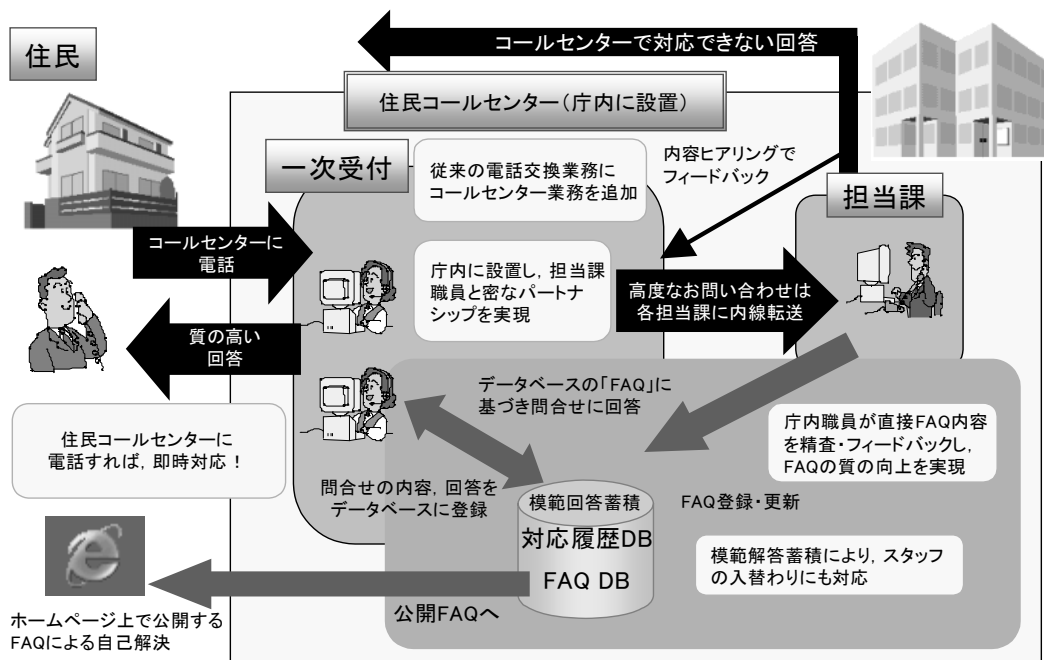 コールセンターで対応できない回答
住民
住民コールセンター（庁内に設置）
一次受付
従来の電話交換業務に
コールセンター業務を追加
内容ヒアリングで
フィードバック
担当課
コールセンターに
電話
庁内に設置し，担当課
職員と密なパートナ
シップを実現
高度なお問い合わせは
各担当課に内線転送
質の高い
回答
データベースの「FAQ」に
基づき問合せに回答
住民コールセンターに
電話すれば，即時対応！
庁内職員が直接FAQ内容
を精査・フィードバックし，
FAQの質の向上を実現
問合せの内容，回答を
データベースに登録
模範回答蓄積
対応履歴DB
FAQ DB
FAQ登録・更新
模範解答蓄積により，スタッフ
の入替わりにも対応
公開FAQへ
ホームページ上で公開する
FAQによる自己解決